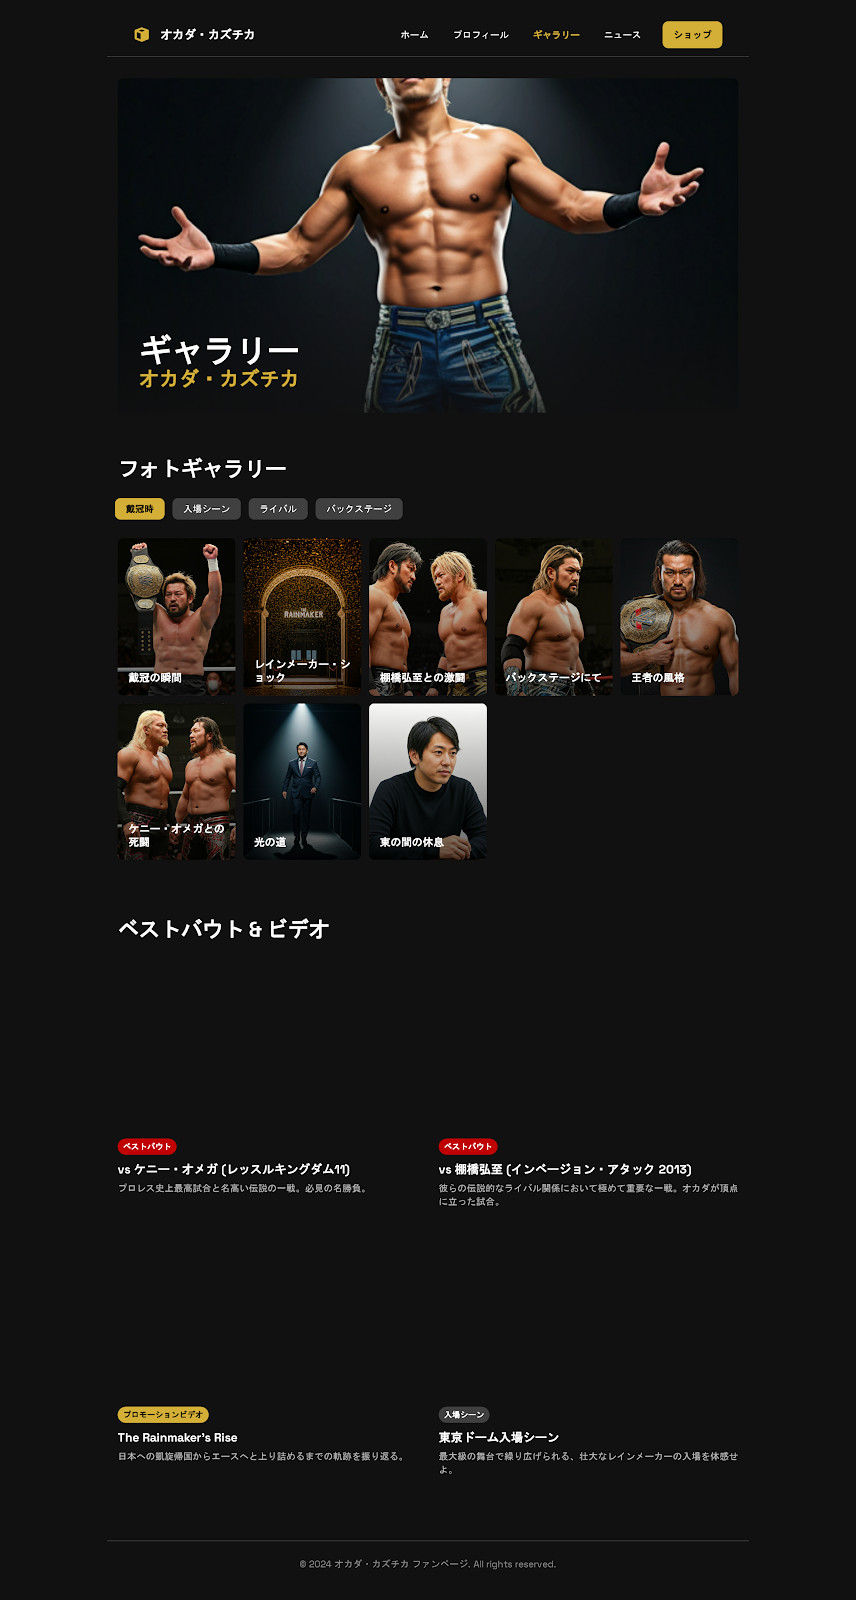 オカダ・カズチカ
ホーム
プロフィール
ギャラリー
ニュース
ショップ
ギャラリー
オカダ・カズチカ
フォトギャラリー
戴冠時
入場シーン
ライバル
バックステージ
RAINMAKER
戴冠の瞬間
レインメーカー・シ
ョック
棚橋弘至との激闘
バックステージにて
王者の風格
ケニー・オメガとの
死闘
光の道
束の間の休息
ベストバウト & ビデオ
ベストバウト
vs ケニー・オメガ (レッスルキングダム11)
プロレス史上最高試合と名高い伝説の一戦。必見の名勝負。
ベストバウト
vs 棚橋弘至 (インベージョン・アタック 2013)
彼らの伝説的なライバル関係において極めて重要な一戦。オカダが頂点
に立った試合。
プロモーションビデオ
The Rainmaker's Rise
日本への凱旋帰国からエースへと上り詰めるまでの軌跡を振り返る。
入場シーン
東京ドーム入場シーン
最大級の舞台で繰り広げられる、壮大なレインメーカーの入場を体感せ
よ。
© 2024 オカダ・カズチカ ファンページ. All rights reserved.